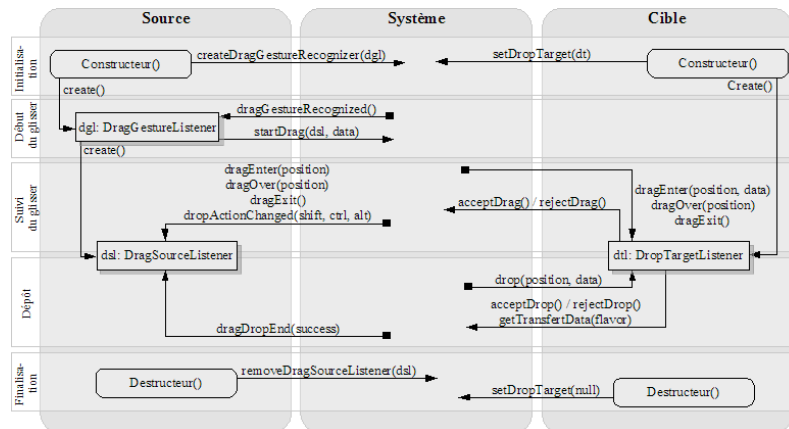 Source
Système
Cible
Initialisa-
tion
Constructeur()
createDragGestureRecognizer(dgl)
setDropTarget(dt)
Constructeur()
create()
Create()
Début
du glisser
dragGestureRecognized()
dgl: DragGestureListener
startDrag(dsl, data)
create()
Suivi
du glisser
dragEnter(position)
dragOver(position)
dragExit()
dropActionChanged(shift, ctrl, alt)
dragEnter(position, data)
dragOver(position)
dragExit()
acceptDrag() / rejectDrag()
dsl: DragSourceListener
dtl: DropTargetListener
Dépôt
drop(position, data)
acceptDrop() / rejectDrop()
getTransfertData(flavor)
dragDropEnd(success)
Finalisa-
tion
Destructeur()
removeDragSourceListener(dsl)
setDropTarget(null)
Destructeur()